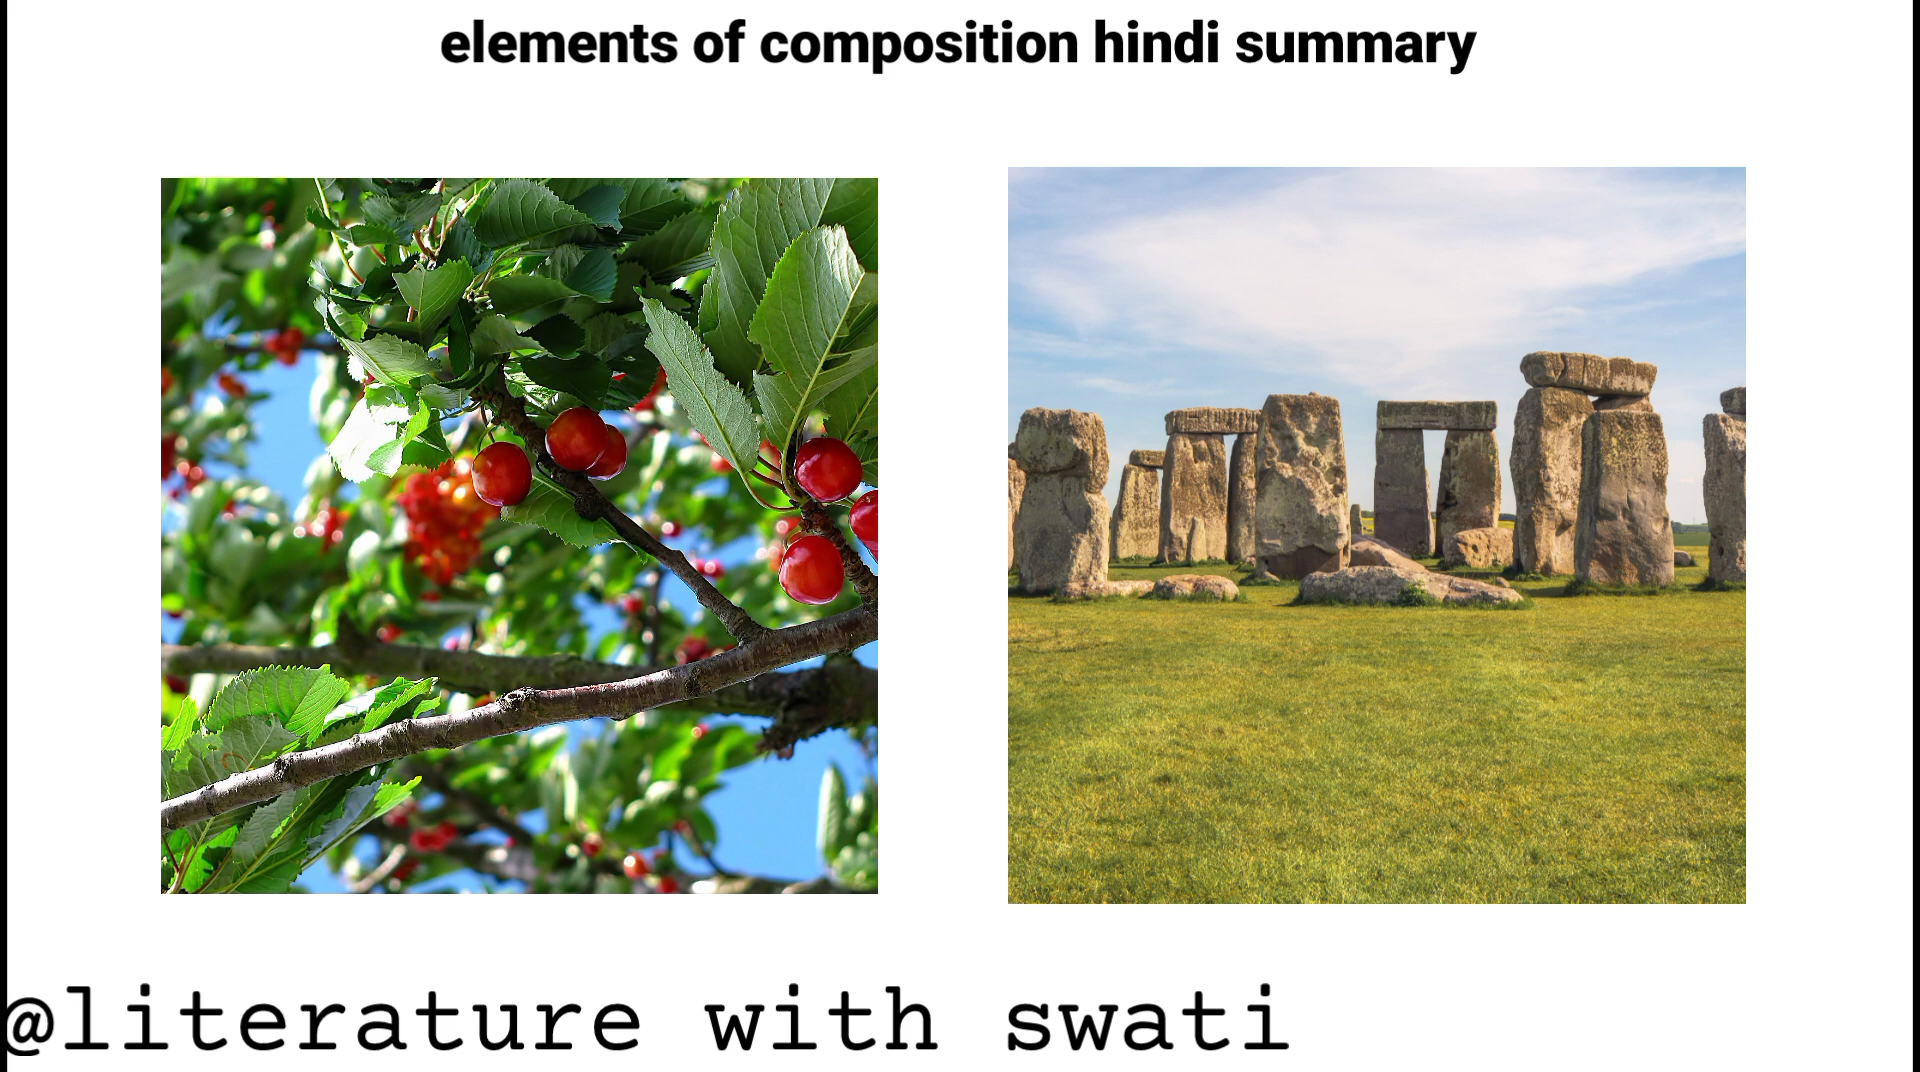 elements of composition hindi summary
@literature with swati